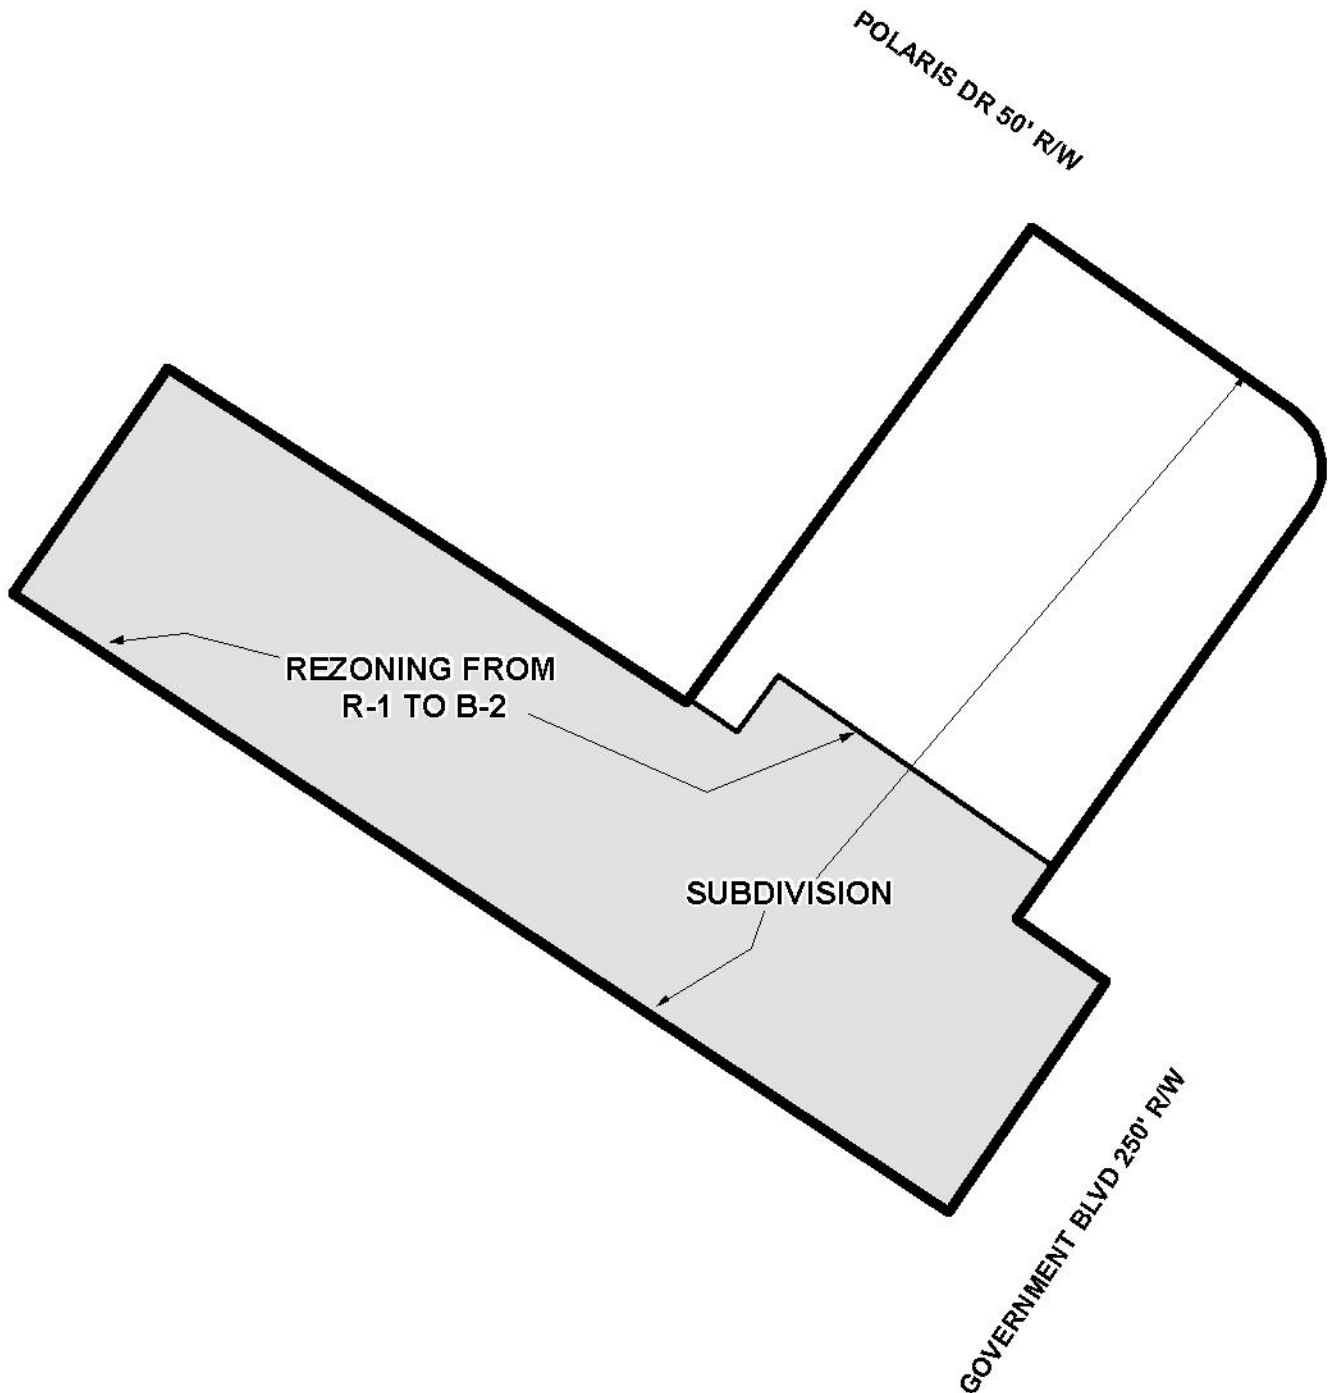 POLARIS DR 50' R/W
REZONING FROM
R-1 TO B-2
SUBDIVISION
GOVERNMENT BLVD 250' R/W